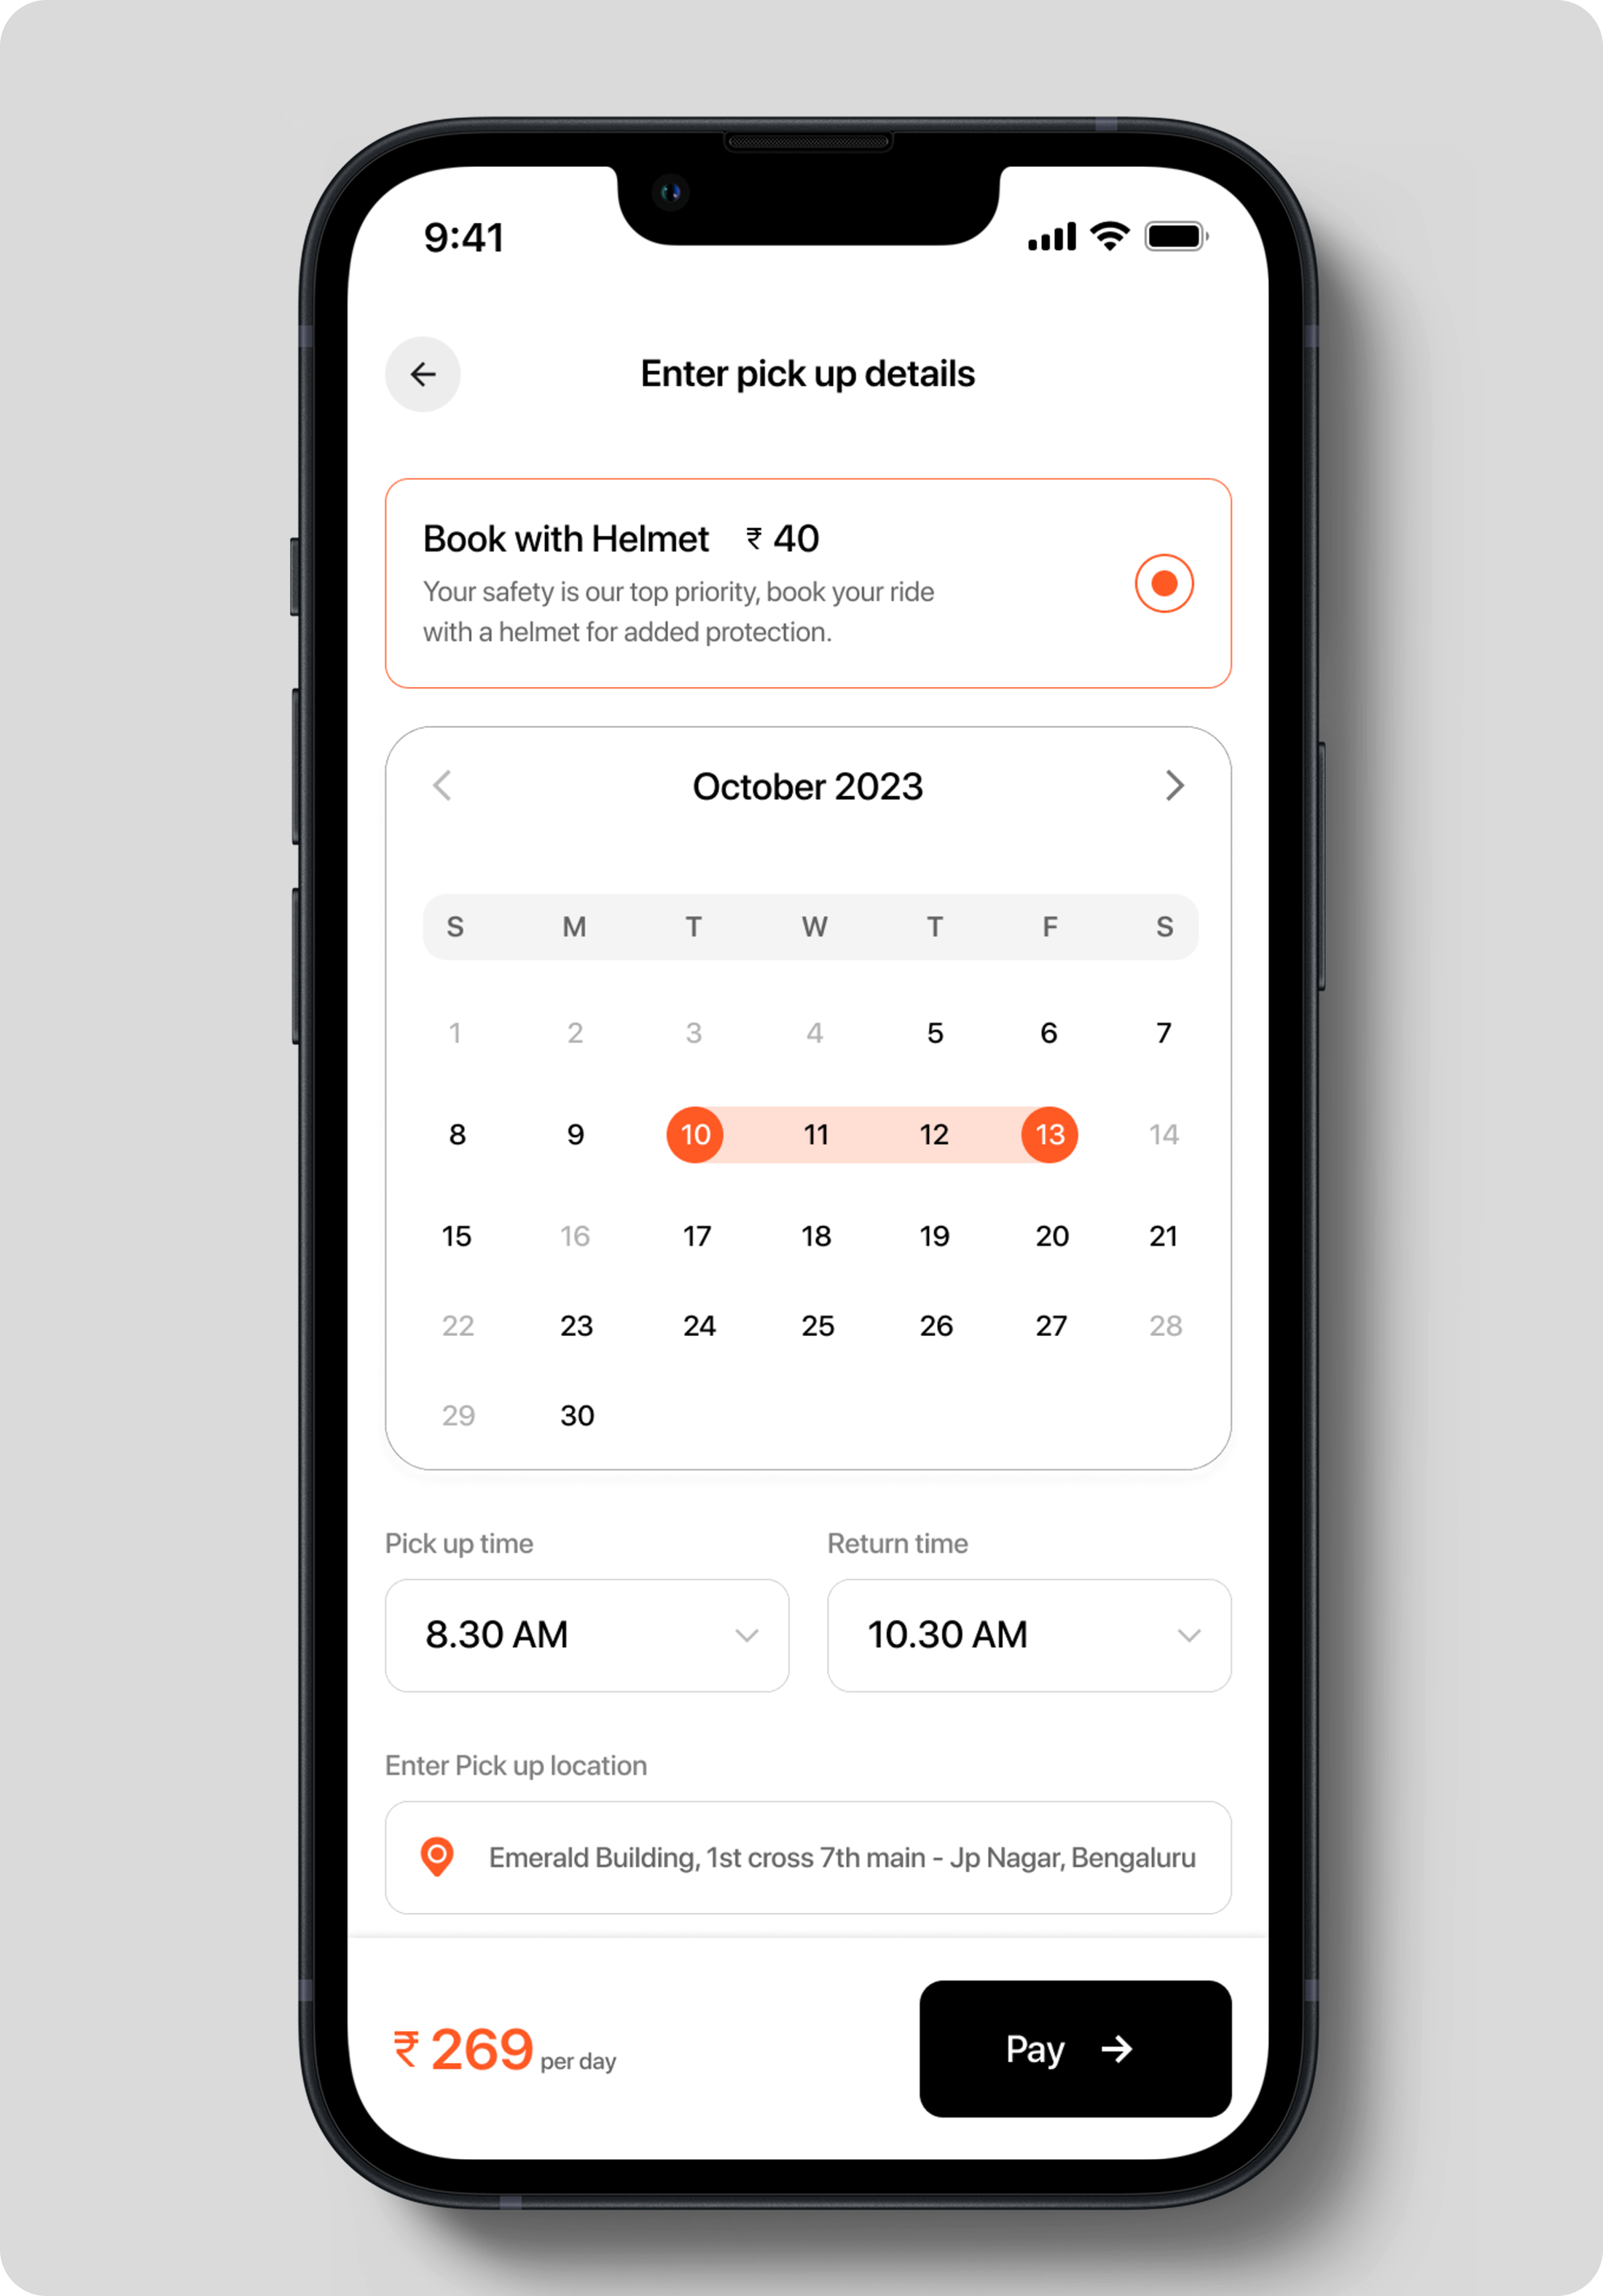 9:41
Enter pick up details
Book with Helmet ₹ 40
Your safety is our top priority, book your ride
with a helmet for added protection.
October 2023
S M T W T F S
1 2 3 4 5 6 7
8 9 10 11 12 13 14
15 16 17 18 19 20 21
22 23 24 25 26 27 28
29 30
Pick up time Return time
8.30 AM 10.30 AM
Enter Pick up location
Emerald Building, 1st cross 7th main - Jp Nagar, Bengaluru
₹ 269 per day Pay